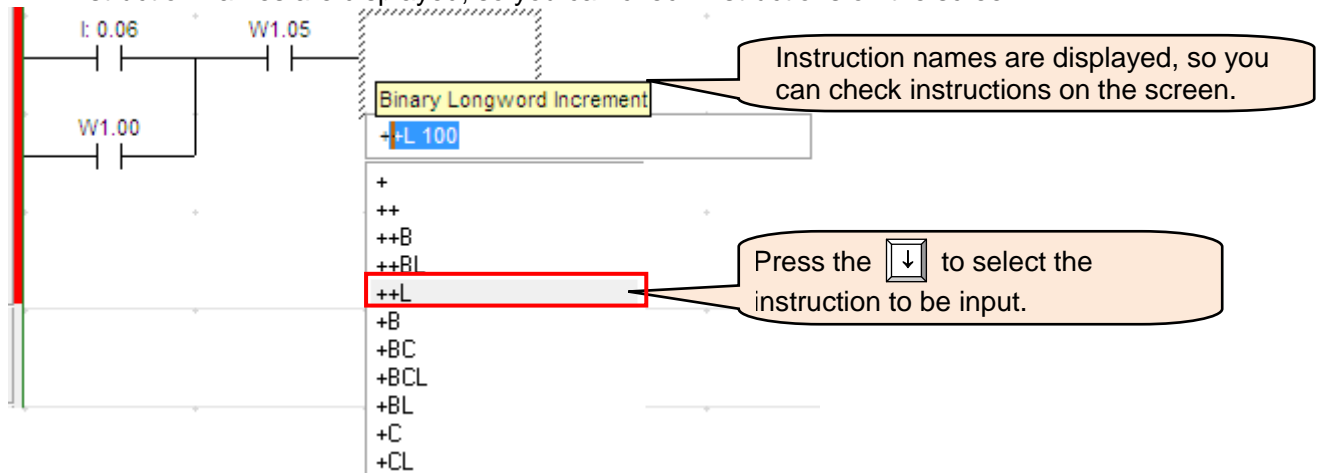 I: 0.06 W1.05
Instruction names are displayed, so you
can check instructions on the screen.
Binary Longword Increment
W1.00
++L 100
+
++
++B
++BL
++L
Press the ↓ to select the
instruction to be input.
+B
+BC
+BCL
+BL
+C
+CL